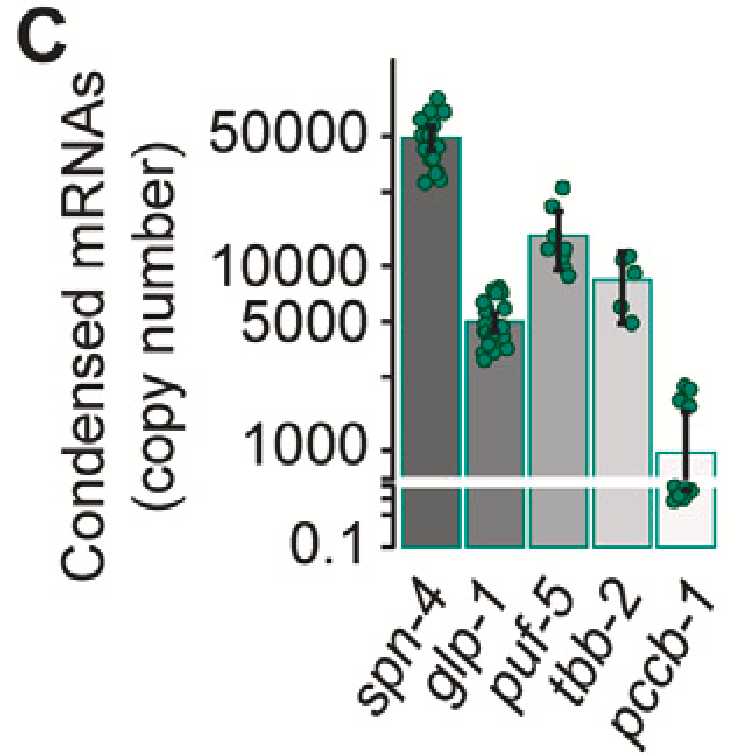 C
Condensed mRNAs
(copy number)
50000
10000
5000
1000
0.1
spn-4
glp-1
puf-5
tbb-2
pccb-1